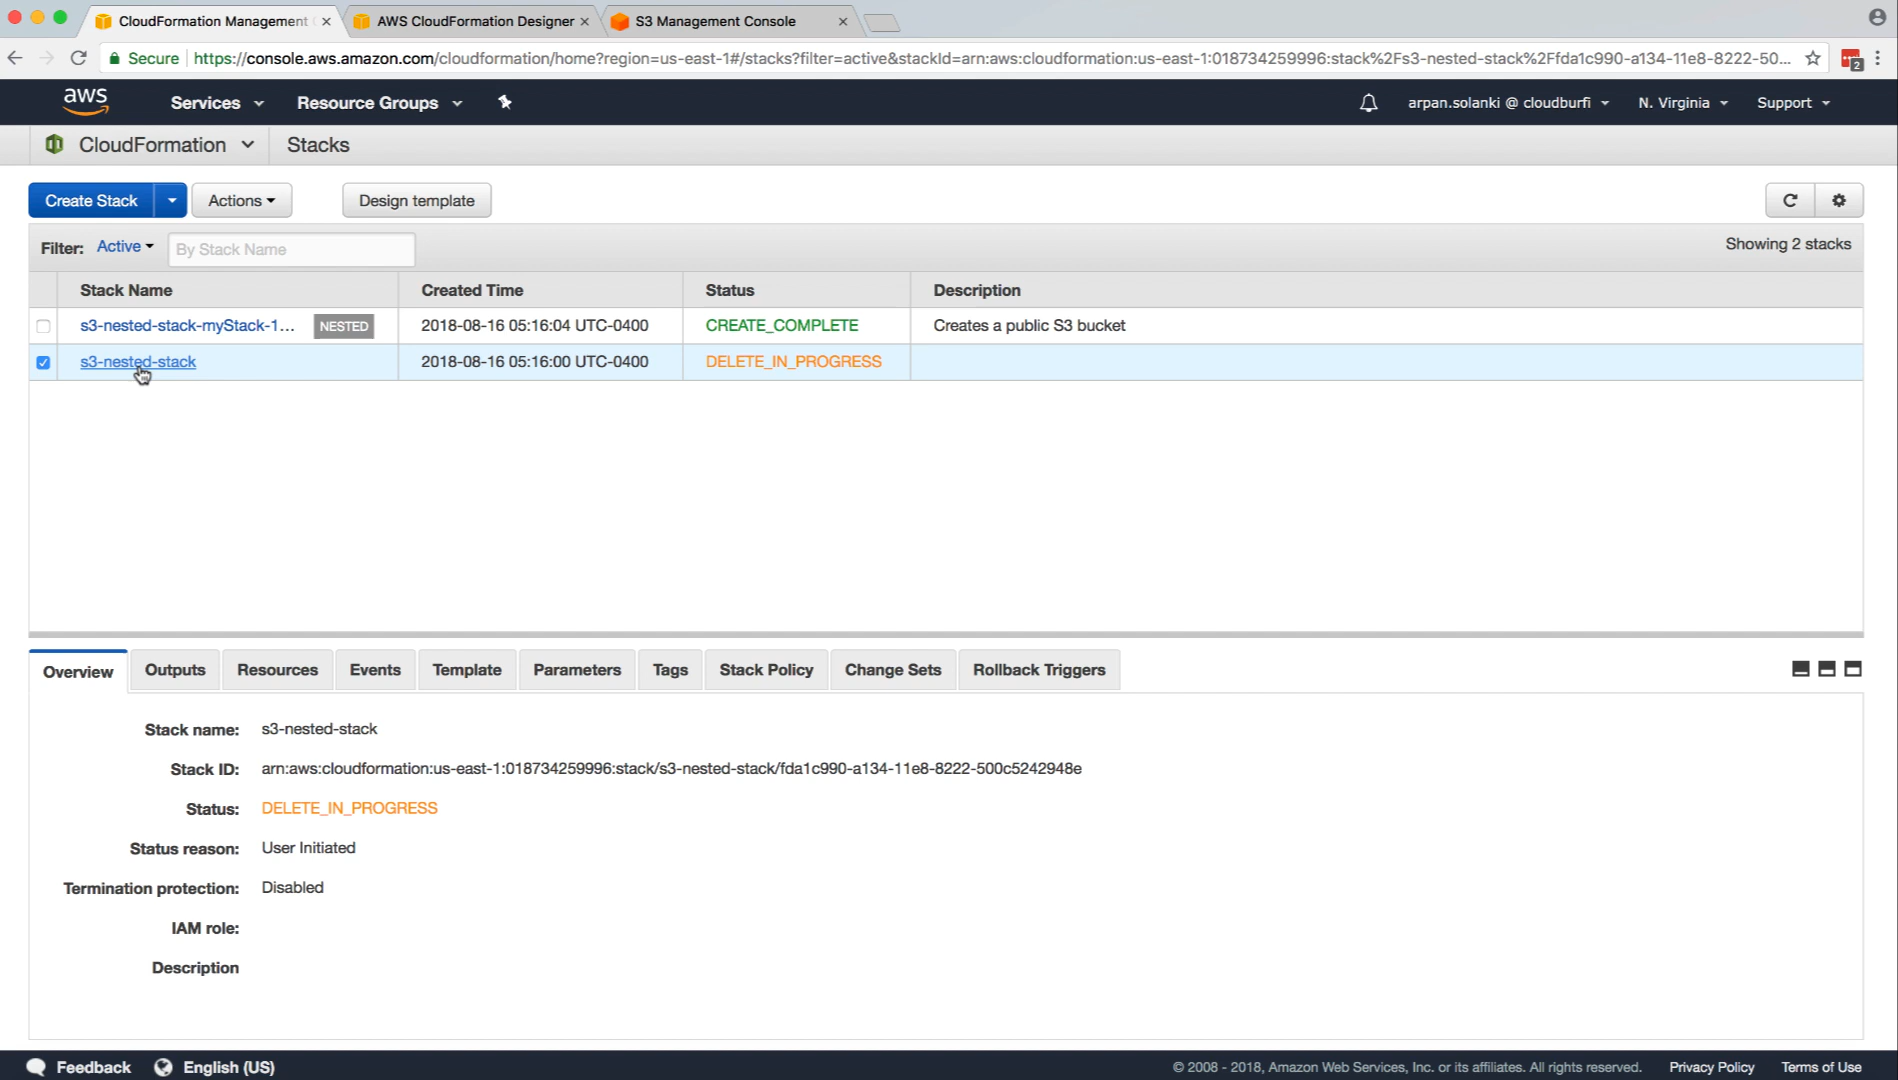 CloudFormation Management
AWS CloudFormation Designer
S3 Management Console
Secure
https://console.aws.amazon.com/cloudformation/home?region=us-east-1#/stacks?filter=active&stackId=arn:aws:cloudformation:us-east-1:018734259996:stack%2Fs3-nested-stack%2Ffda1c990-a134-11e8-8222-50...
2
aws
Services
Resource Groups
arpan.solanki @ cloudburfi
N. Virginia
Support
CloudFormation
Stacks
Create Stack
Actions
Design template
Filter: Active
By Stack Name
Showing 2 stacks
Stack Name Created Time Status Description
s3-nested-stack-myStack-1... NESTED 2018-08-16 05:16:04 UTC-0400 CREATE_COMPLETE Creates a public S3 bucket
s3-nested-stack 2018-08-16 05:16:00 UTC-0400 DELETE_IN_PROGRESS
Overview Outputs Resources Events Template Parameters Tags Stack Policy Change Sets Rollback Triggers
Stack name: s3-nested-stack
Stack ID: arn:aws:cloudformation:us-east-1:018734259996:stack/s3-nested-stack/fda1c990-a134-11e8-8222-500c5242948e
Status: DELETE_IN_PROGRESS
Status reason: User Initiated
Termination protection: Disabled
IAM role:
Description
Feedback English (US) © 2008 - 2018, Amazon Web Services, Inc. or its affiliates. All rights reserved. Privacy Policy Terms of Use